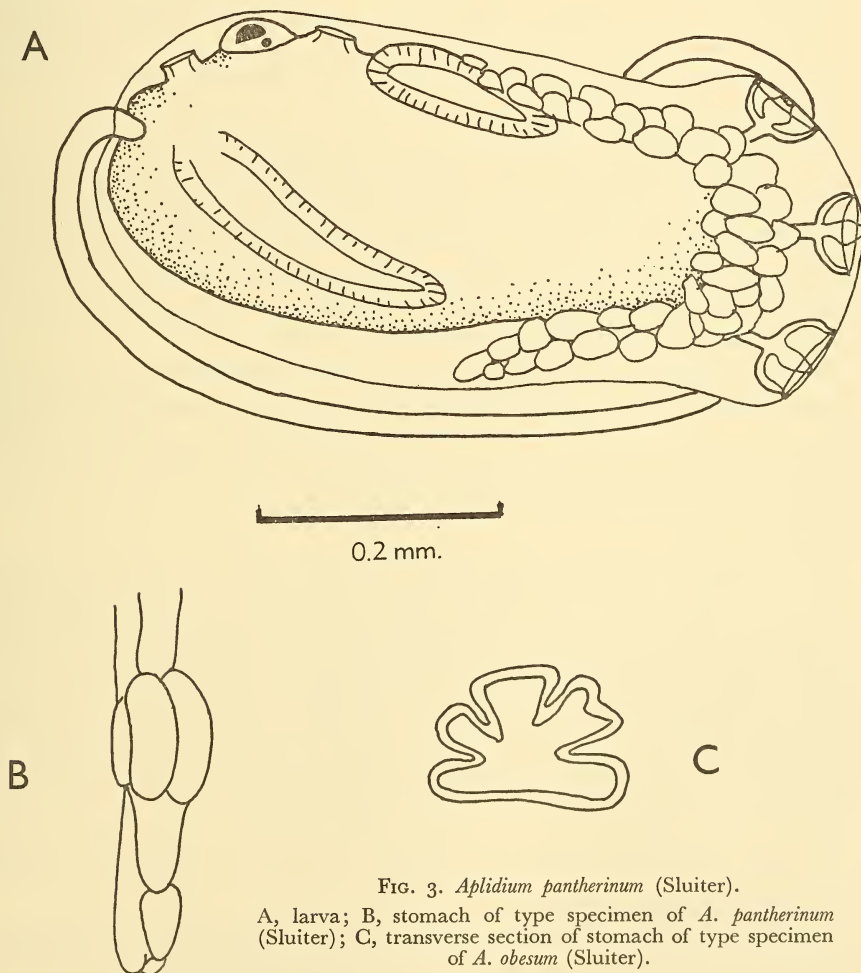 A
0.2 mm.
B
C
FIG. 3. Aplidium pantherinum (Sluiter).
A, larva; B, stomach of type specimen of A. pantherinum
(Sluiter); C, transverse section of stomach of type specimen
of A. obesum (Sluiter).